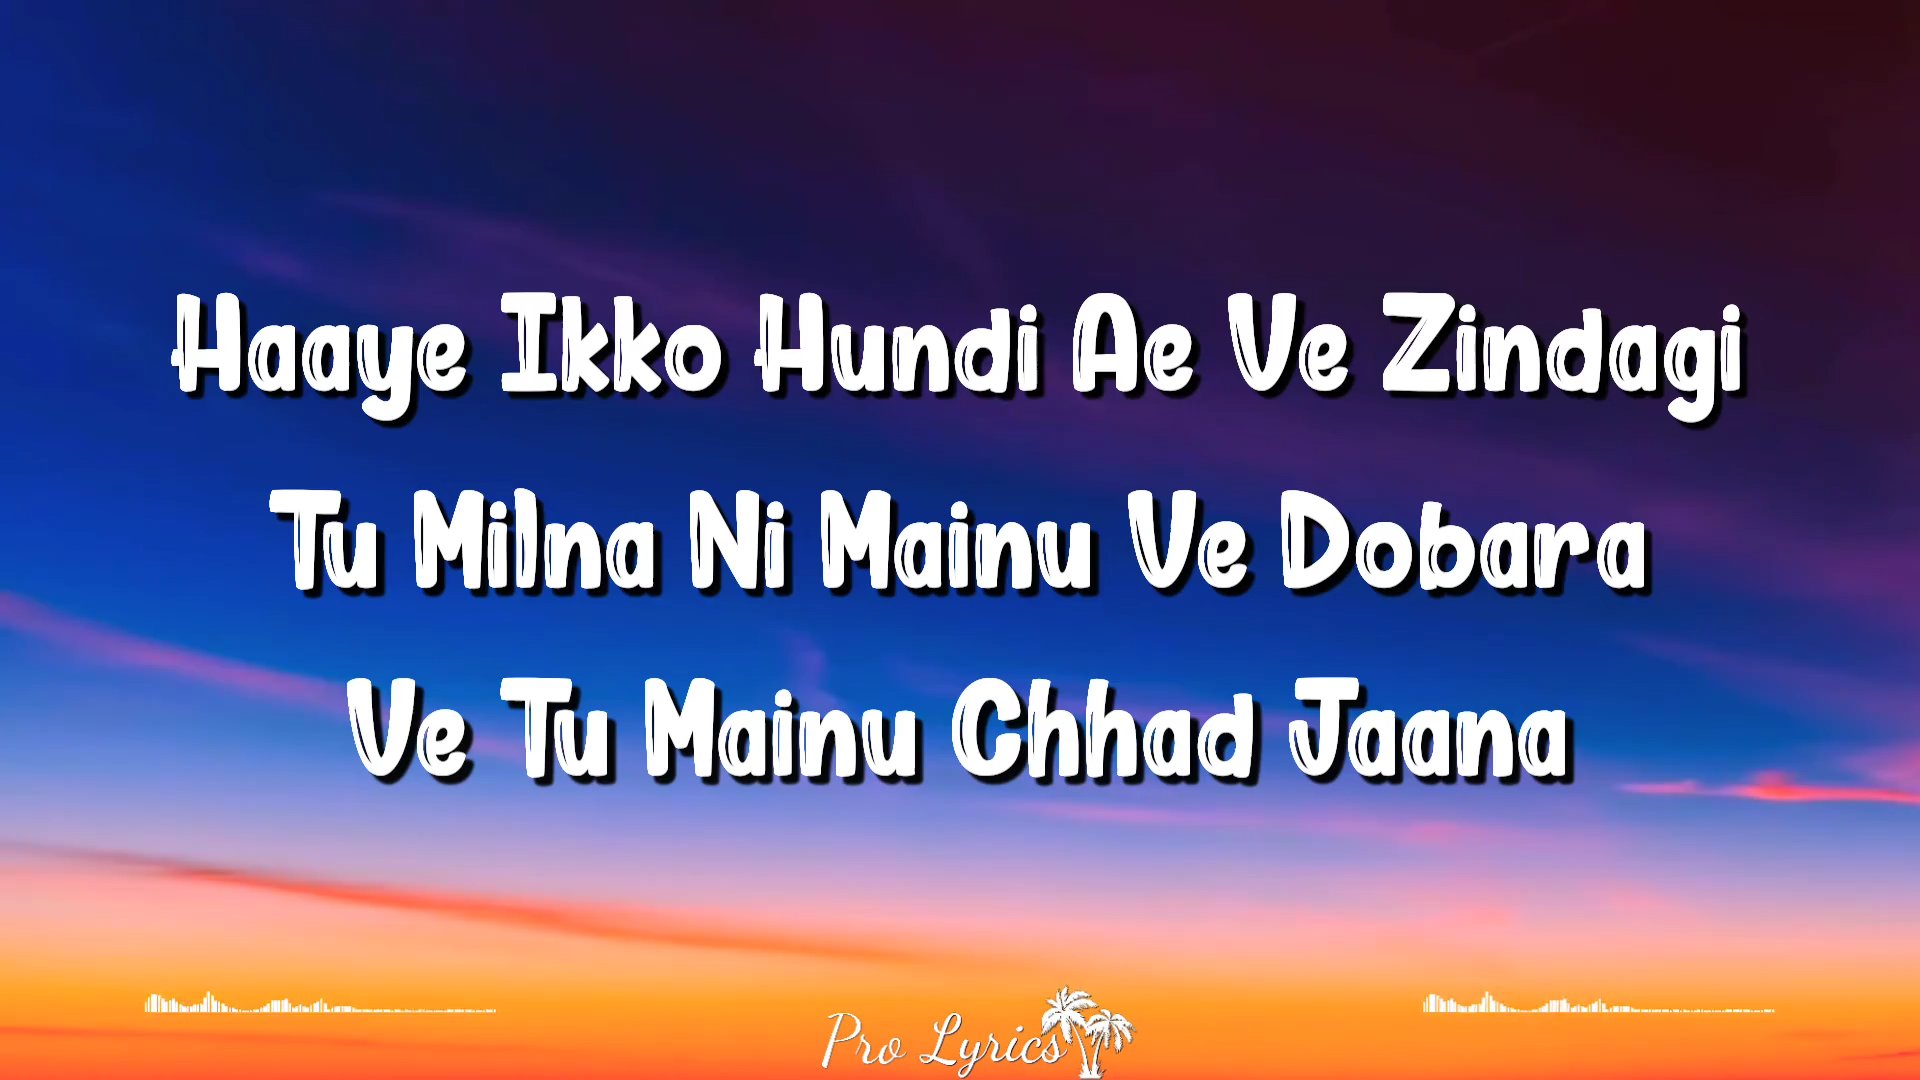 Haaye Ikko Hundi Ae Ve Zindagi
Tu Milna Ni Mainu Ve Dobara
Ve Tu Mainu Chhad Jaana
Pro Lyrics